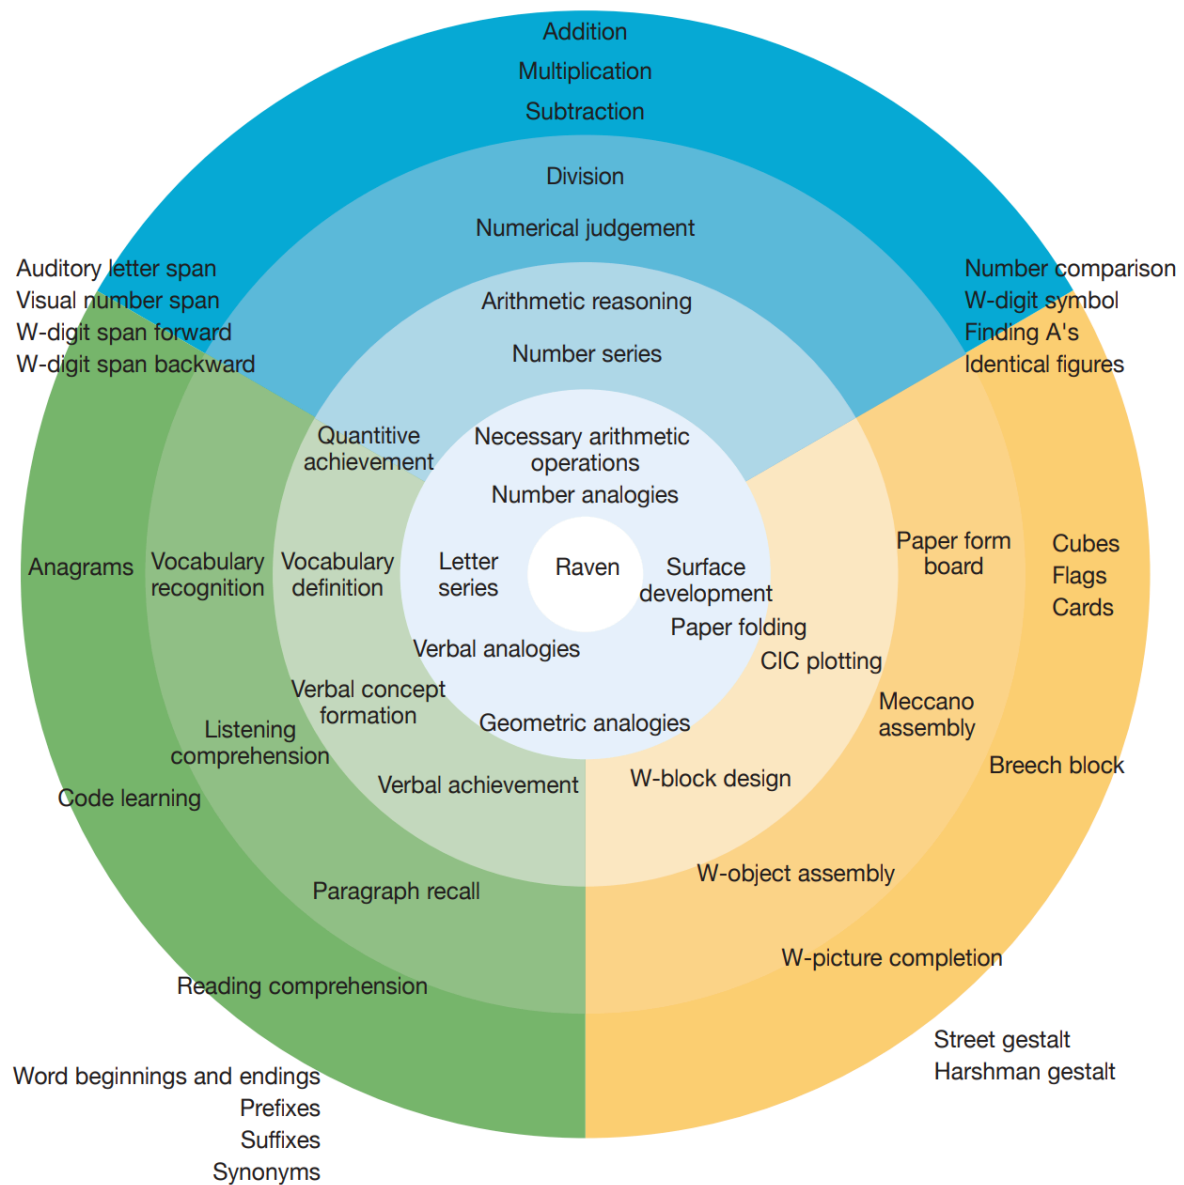 Addition
Multiplication
Subtraction
Division
Numerical judgement
Auditory letter span
Visual number span
W-digit span forward
W-digit span backward
Number comparison
W-digit symbol
Finding A's
Identical figures
Arithmetic reasoning
Number series
Quantitive
achievement
Necessary arithmetic
operations
Number analogies
Anagrams
Vocabulary
recognition
Vocabulary
definition
Letter
series
Raven
Surface
development
Paper folding
CIC plotting
Paper form
board
Cubes
Flags
Cards
Verbal analogies
Verbal concept
formation
Geometric analogies
Listening
comprehension
Meccano
assembly
Breech block
Code learning
Verbal achievement
W-block design
Paragraph recall
W-object assembly
W-picture completion
Reading comprehension
Street gestalt
Harshman gestalt
Word beginnings and endings
Prefixes
Suffixes
Synonyms